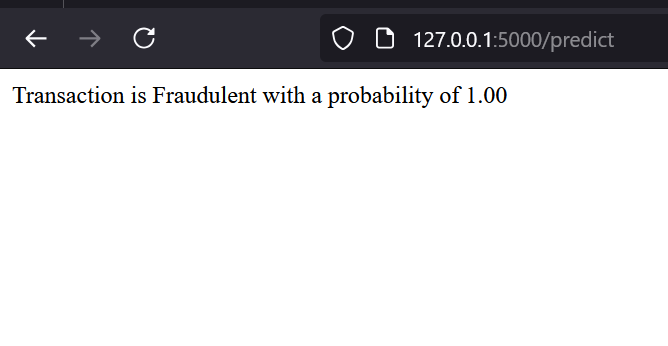 127.0.0.1:5000/predict
Transaction is Fraudulent with a probability of 1.00